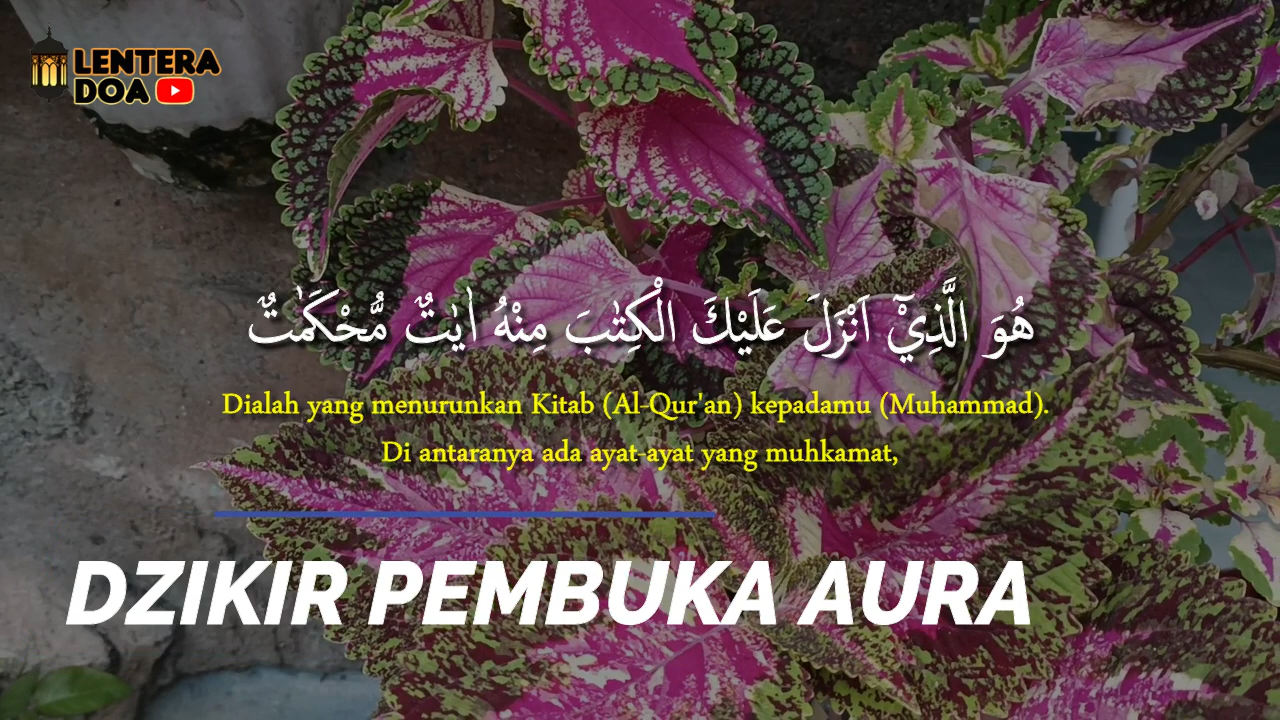 LENTERA
DOA
هُوَ الَّذِيْٓ اَنْزَلَ عَلَيْكَ الْكِتٰبَ مِنْهُ اٰيٰتٌ مُّحْكَمٰتٌ
Dialah yang menurunkan Kitab (Al-Qur'an) kepadamu (Muhammad).
Di antaranya ada ayat-ayat yang muhkamat,
DZIKIR PEMBUKA AURA